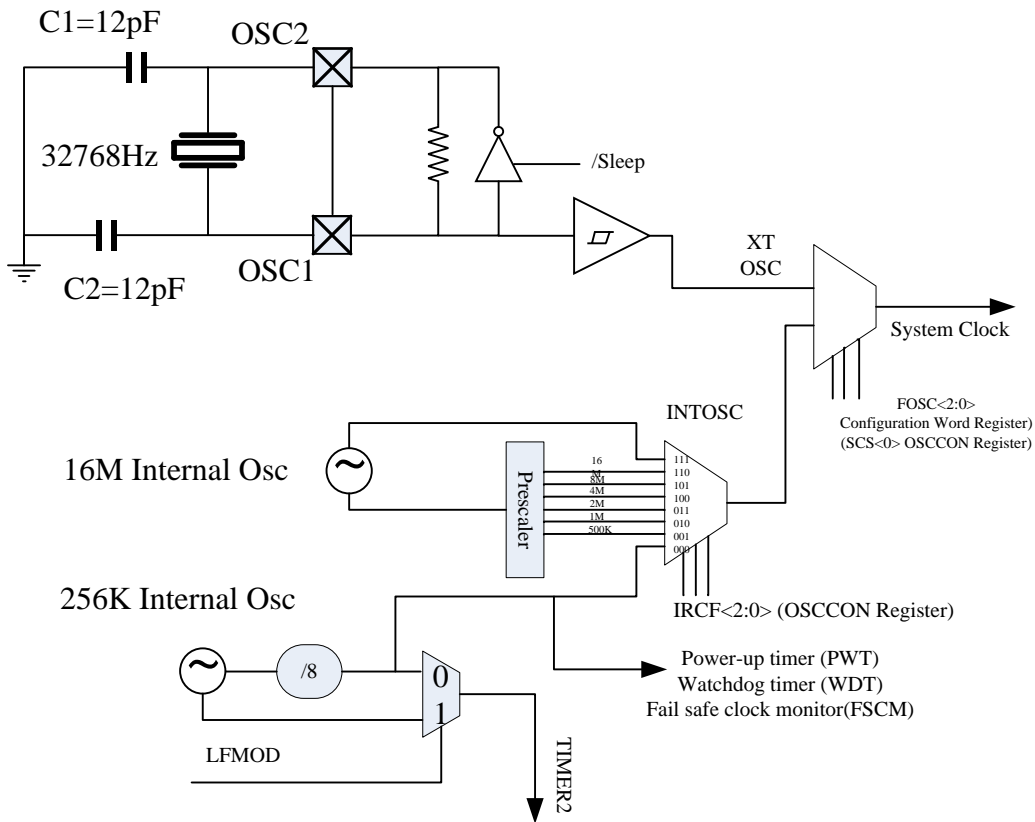 C1=12pF
OSC2
32768Hz
/Sleep
OSC1
C2=12pF
XT
OSC
System Clock
FOSC<2:0>
Configuration Word Register)
(SCS<0> OSCCON Register)
INTOSC
16M Internal Osc
Prescaler
16
M
8M
4M
2M
1M
500K
111
110
101
100
011
010
001
000
256K Internal Osc
IRCF<2:0> (OSCCON Register)
/8
0
1
Power-up timer (PWT)
Watchdog timer (WDT)
Fail safe clock monitor(FSCM)
LFMOD
TIMER2